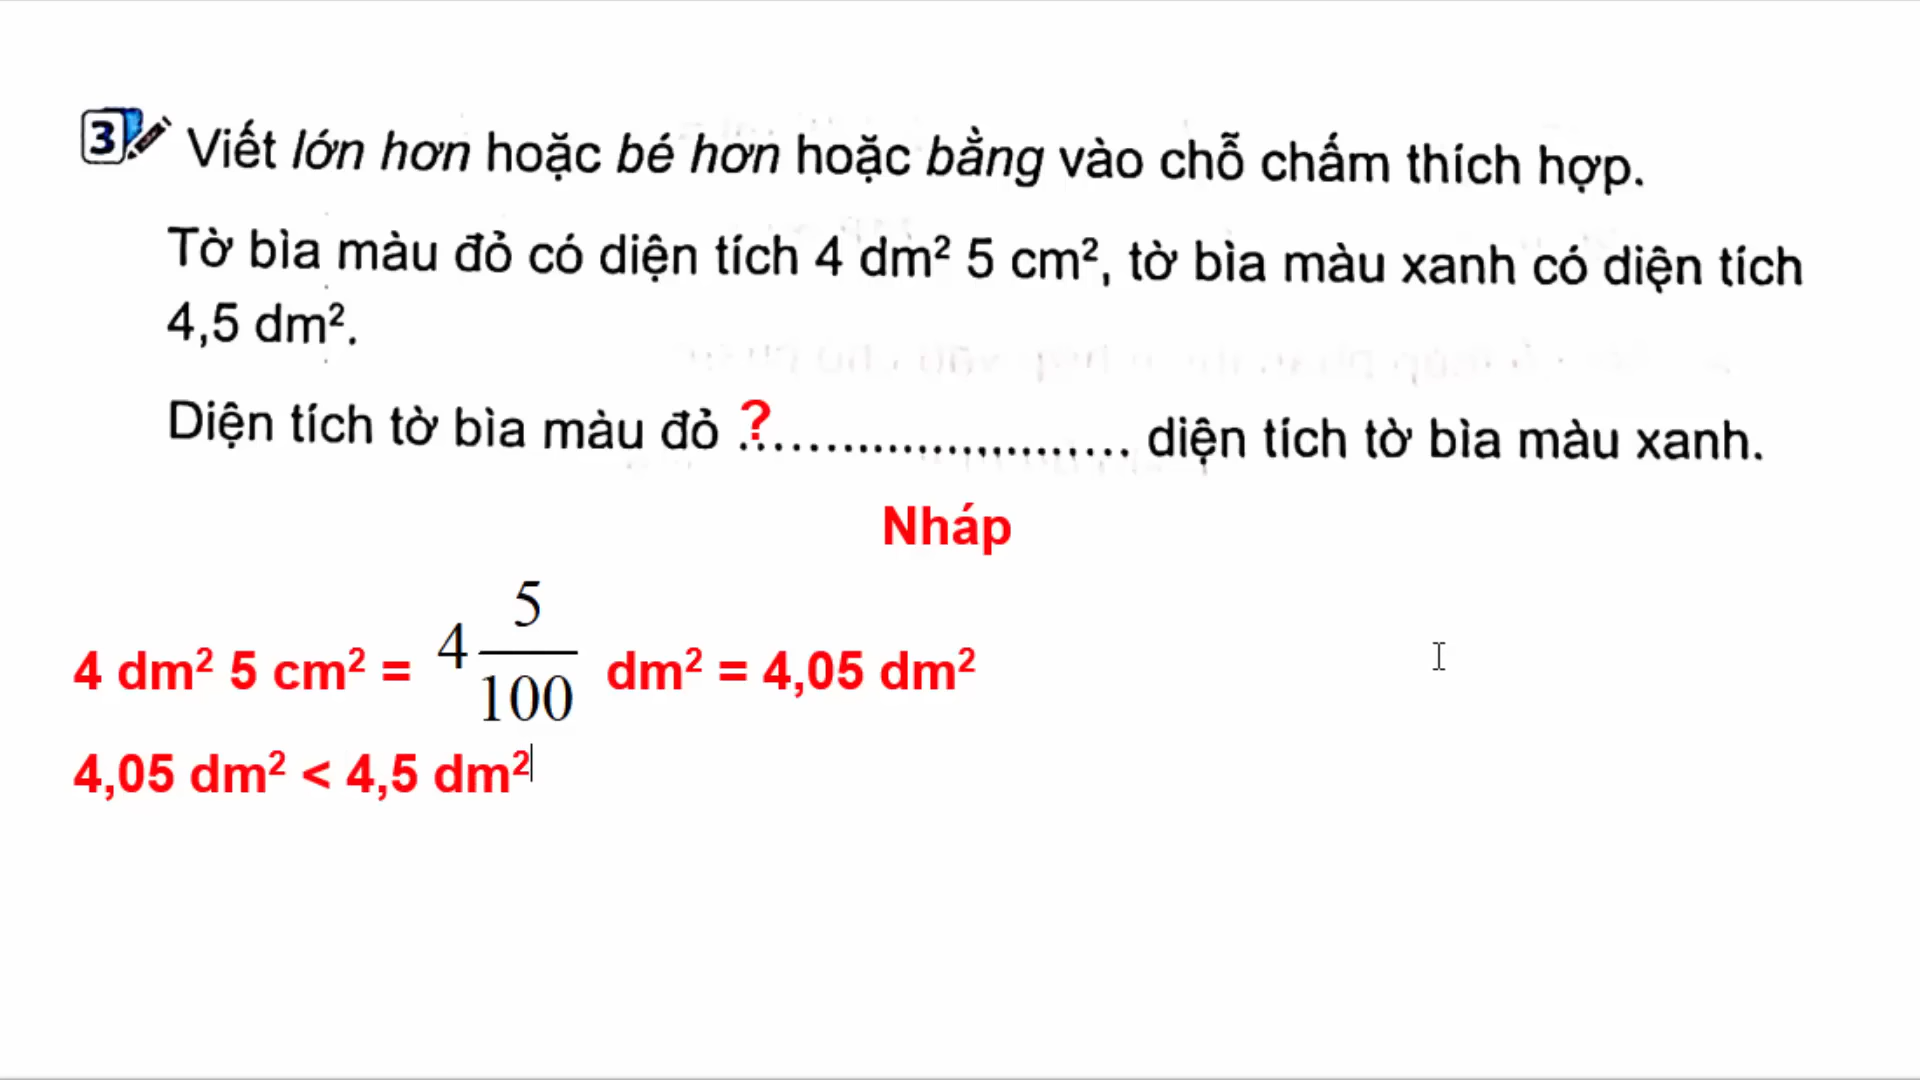 3 Viết lớn hơn hoặc bé hơn hoặc bằng vào chỗ chấm thích hợp.
Tờ bìa màu đỏ có diện tích 4 dm² 5 cm², tờ bìa màu xanh có diện tích
4,5 dm².
Diện tích tờ bìa màu đỏ ?........................ diện tích tờ bìa màu xanh.
Nháp
4 dm² 5 cm² = 4 5/100 dm² = 4,05 dm²
4,05 dm² < 4,5 dm²